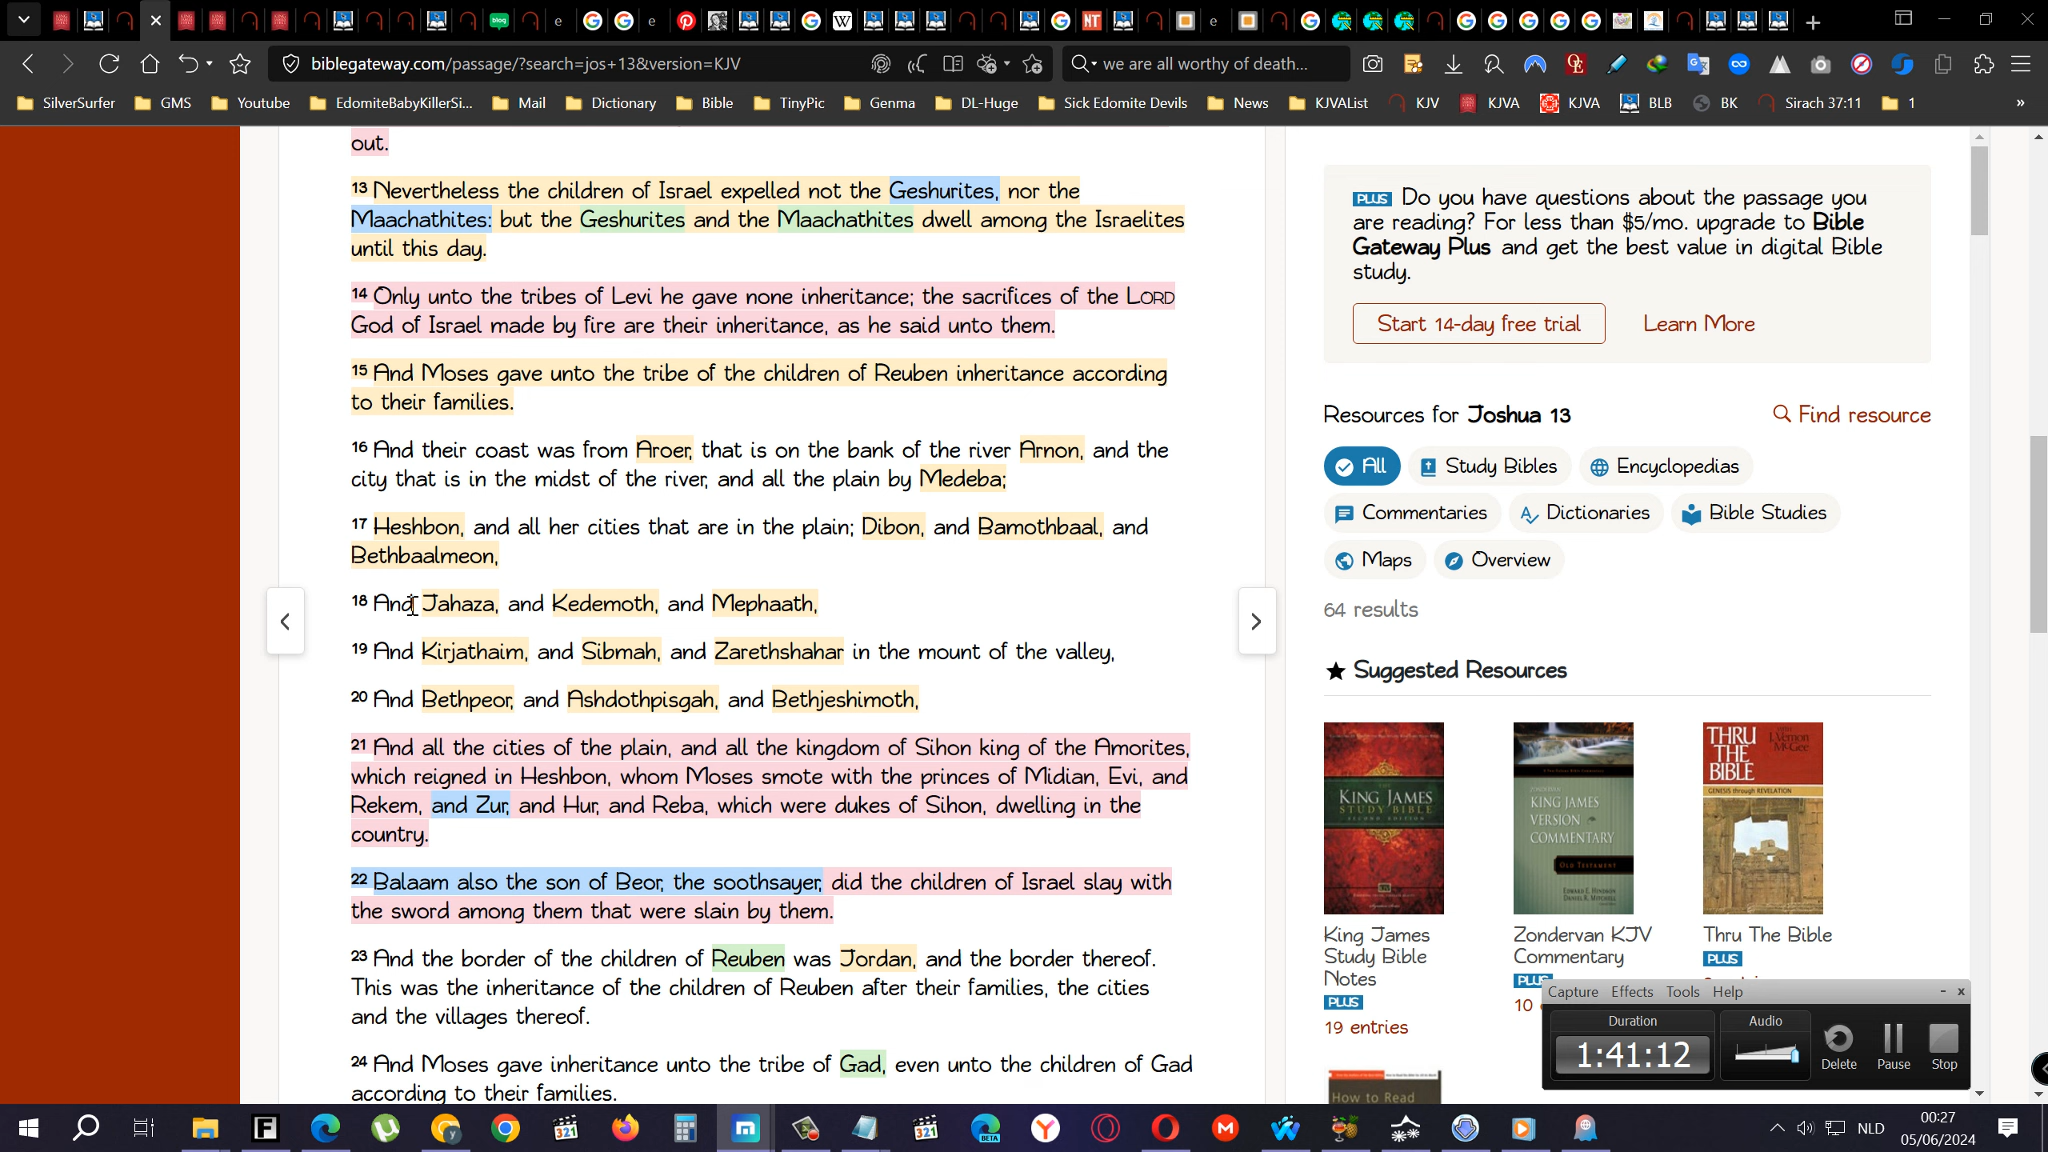 biblegateway.com/passage/?search=jos+13&version=KJV
we are all worthy of death...
SilverSurfer
GMS
Youtube
EdomiteBabyKillerSi...
Mail
Dictionary
Bible
TinyPic
Genma
DL-Huge
Sick Edomite Devils
News
KJVAList
KJV
KJVA
KJVA
BLB
BK
Sirach 37:11
1
»
out.
13 Nevertheless the children of Israel expelled not the Geshurites, nor the
Maachathites: but the Geshurites and the Maachathites dwell among the Israelites
until this day.
14 Only unto the tribes of Levi he gave none inheritance; the sacrifices of the LORD
God of Israel made by fire are their inheritance, as he said unto them.
15 And Moses gave unto the tribe of the children of Reuben inheritance according
to their families.
16 And their coast was from Aroer, that is on the bank of the river Arnon, and the
city that is in the midst of the river, and all the plain by Medeba;
17 Heshbon, and all her cities that are in the plain; Dibon, and Bamothbaal, and
Bethbaalmeon,
18 And Jahaza, and Kedemoth, and Mephaath,
19 And Kirjathaim, and Sibmah, and Zarethshahar in the mount of the valley,
20 And Bethpeor, and Ashdothpisgah, and Bethjeshimoth,
21 And all the cities of the plain, and all the kingdom of Sihon king of the Amorites,
which reigned in Heshbon, whom Moses smote with the princes of Midian, Evi, and
Rekem, and Zur, and Hur, and Reba, which were dukes of Sihon, dwelling in the
country.
22 Balaam also the son of Beor, the soothsayer, did the children of Israel slay with
the sword among them that were slain by them.
23 And the border of the children of Reuben was Jordan, and the border thereof.
This was the inheritance of the children of Reuben after their families, the cities
and the villages thereof.
24 And Moses gave inheritance unto the tribe of Gad, even unto the children of Gad
according to their families.
PLUS Do you have questions about the passage you
are reading? For less than $5/mo. upgrade to Bible
Gateway Plus and get the best value in digital Bible
study.
Start 14-day free trial
Learn More
Resources for Joshua 13
Find resource
All
Study Bibles
Encyclopedias
Commentaries
Dictionaries
Bible Studies
Maps
Overview
64 results
Suggested Resources
KING JAMES
STUDY BIBLE
SECOND EDITION
KING JAMES
VERSION
COMMENTARY
THRU
THE
BIBLE
J. Vernon
McGee
GENESIS through REVELATION
King James
Study Bible
Notes
PLUS
19 entries
Zondervan KJV
Commentary
PLUS
10
Thru The Bible
PLUS
How to Read
Capture
Effects
Tools
Help
Duration
Audio
1:41:12
Delete
Pause
Stop
NLD
00:27
05/06/2024